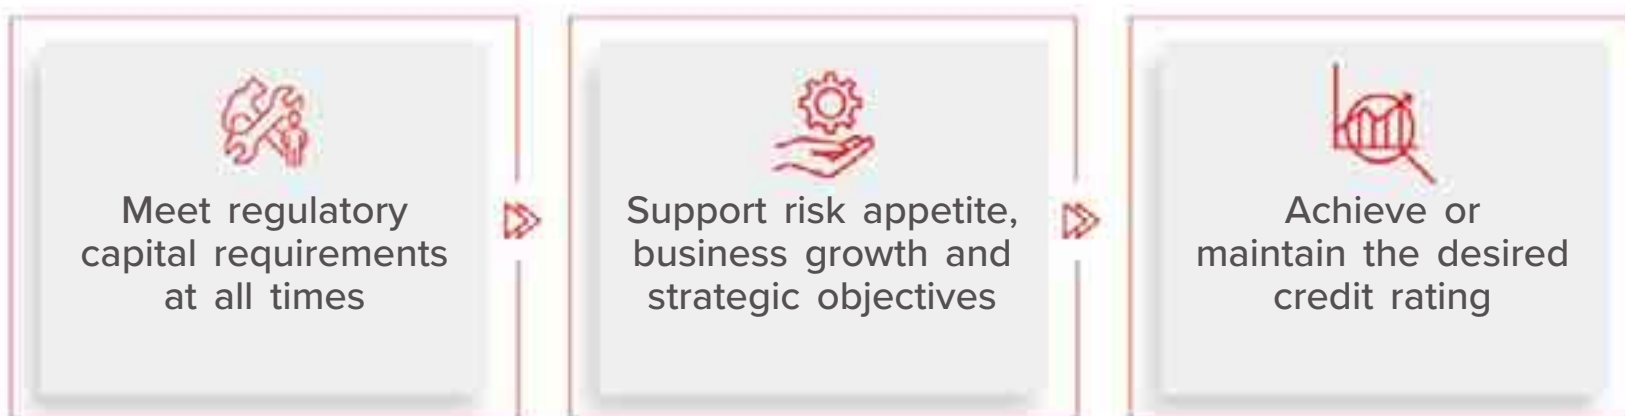 Meet regulatory
capital requirements
at all times
Support risk appetite,
business growth and
strategic objectives
Achieve or
maintain the desired
credit rating